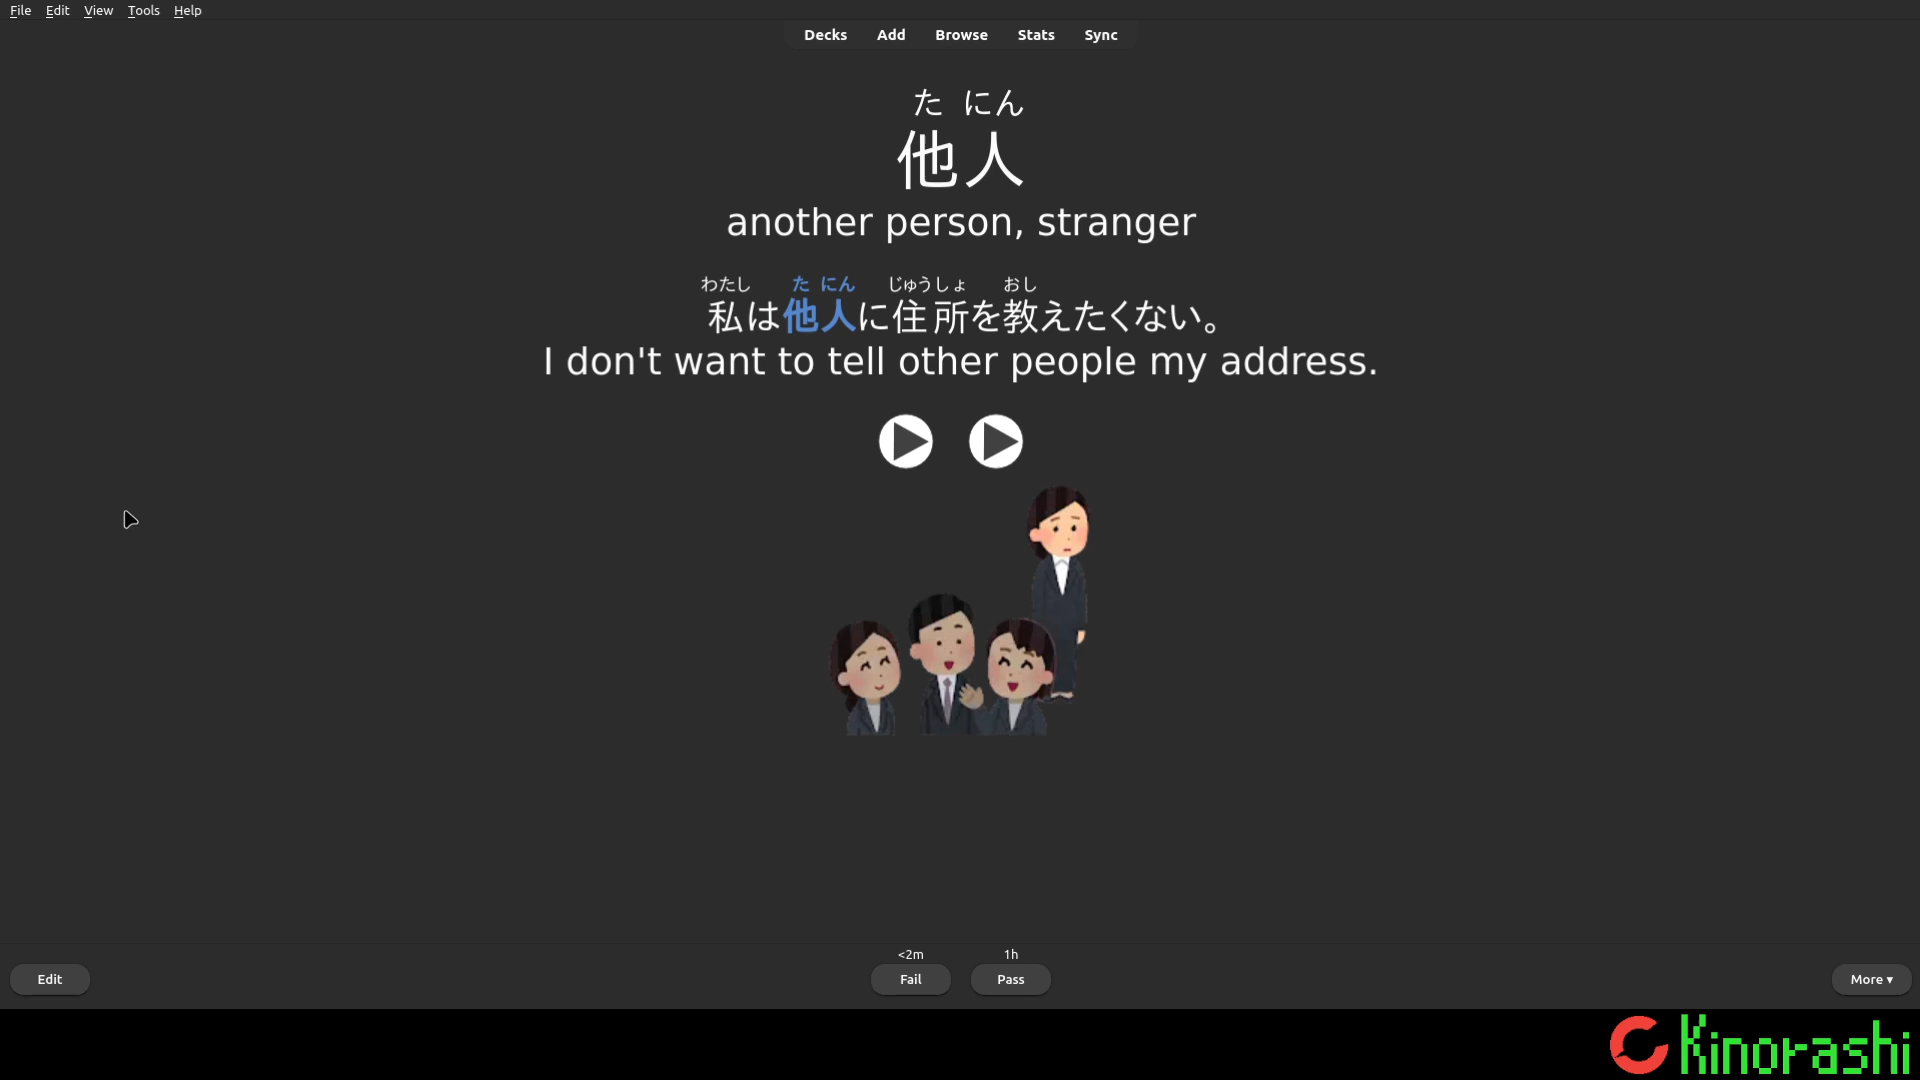 File Edit View Tools Help
Decks Add Browse Stats Sync
た にん
他人
another person, stranger
わたし た にん じゅうしょ おし
私は他人に住所を教えたくない。
I don't want to tell other people my address.
<2m 1h
Edit Fail Pass More ▾
Kinorashi